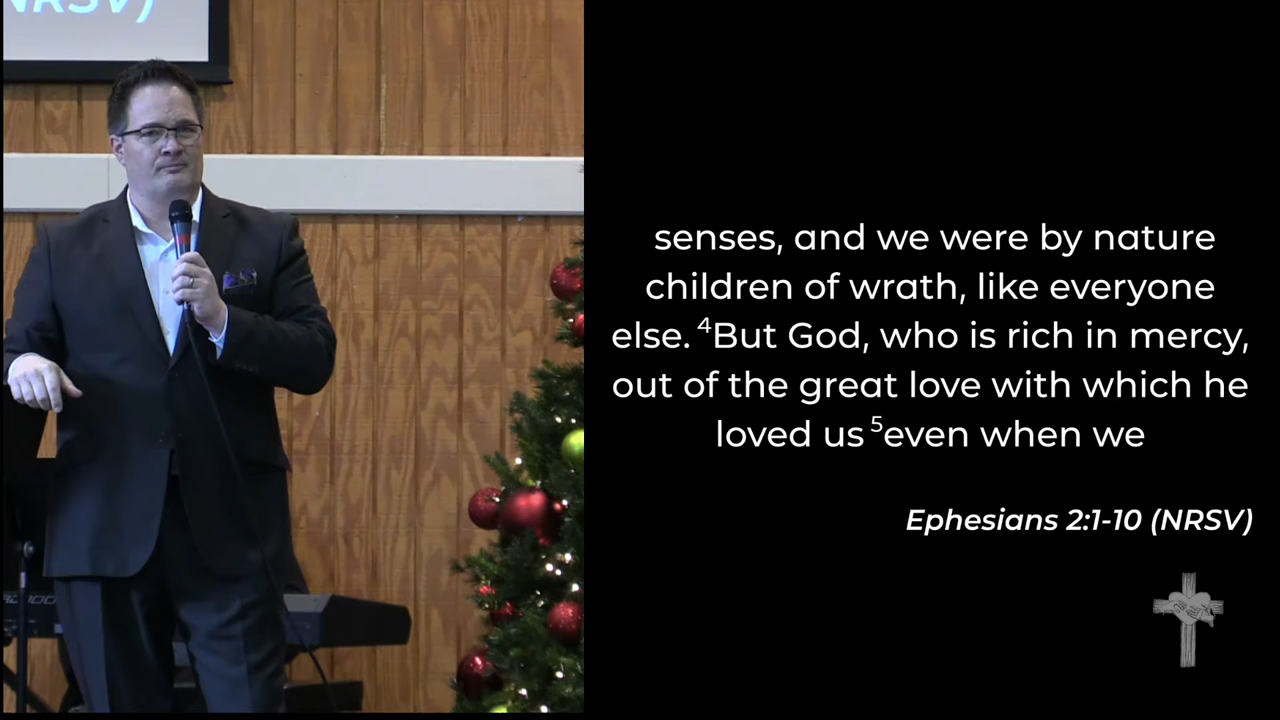 NRSV)
senses, and we were by nature
children of wrath, like everyone
else. ⁴But God, who is rich in mercy,
out of the great love with which he
loved us ⁵even when we
Ephesians 2:1-10 (NRSV)